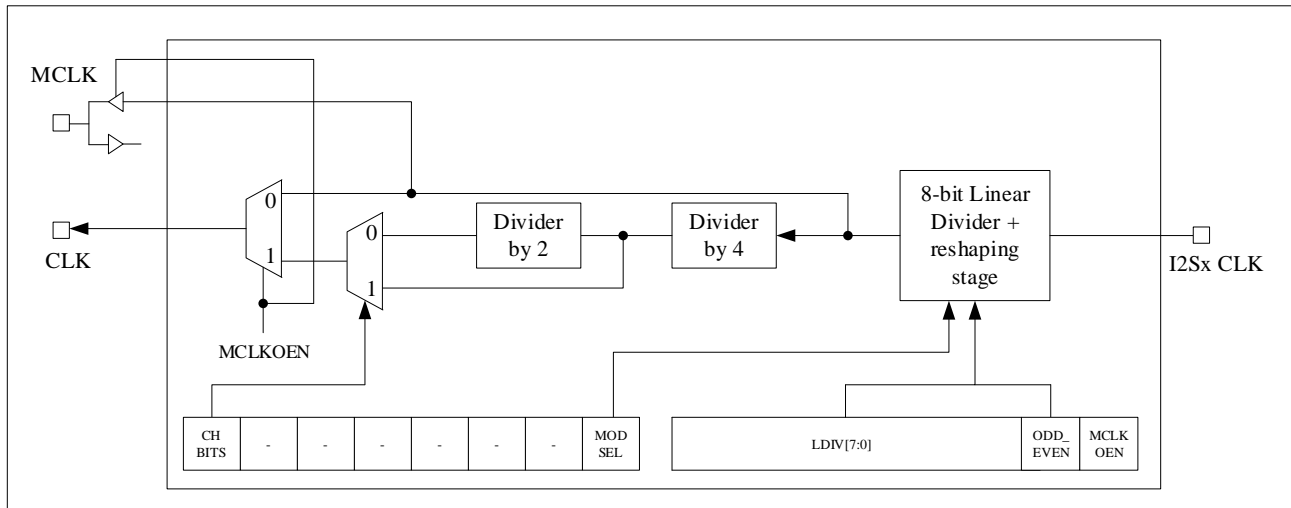 MCLK
0
1
CLK
MCLKOEN
0
1
Divider
by 2
Divider
by 4
8-bit Linear
Divider +
reshaping
stage
I2Sx CLK
CH
BITS
-
-
-
-
-
MOD
SEL
LDIV[7:0]
ODD_
EVEN
MCLK
OEN